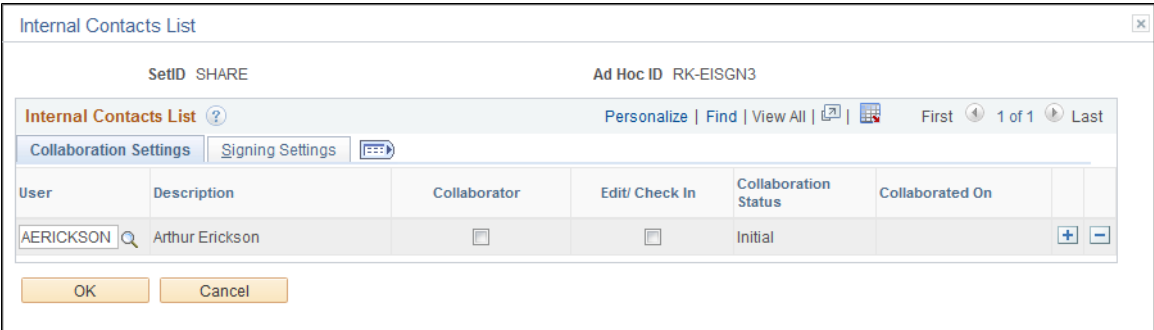 Internal Contacts List
SetID SHARE Ad Hoc ID RK-EISGN3
Internal Contacts List ? Personalize | Find | View All | | First 1 of 1 Last
Collaboration Settings Signing Settings
User Description Collaborator Edit/ Check In Collaboration Status Collaborated On
AERICKSON Arthur Erickson Initial + −
OK Cancel